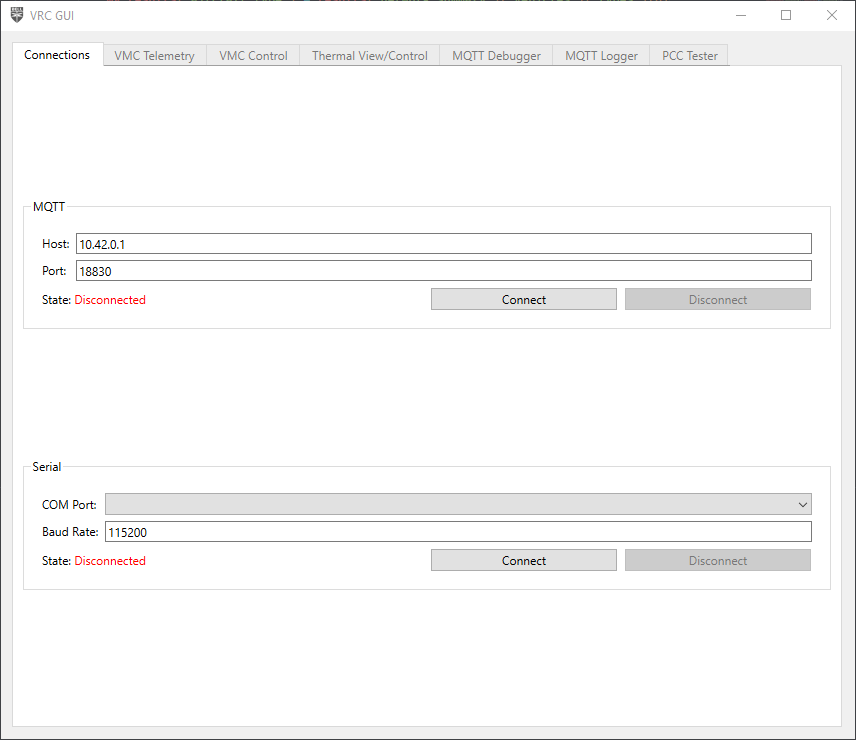 VRC GUI
Connections VMC Telemetry VMC Control Thermal View/Control MQTT Debugger MQTT Logger PCC Tester
MQTT
Host: 10.42.0.1
Port: 18830
State: Disconnected Connect Disconnect
Serial
COM Port:
Baud Rate: 115200
State: Disconnected Connect Disconnect